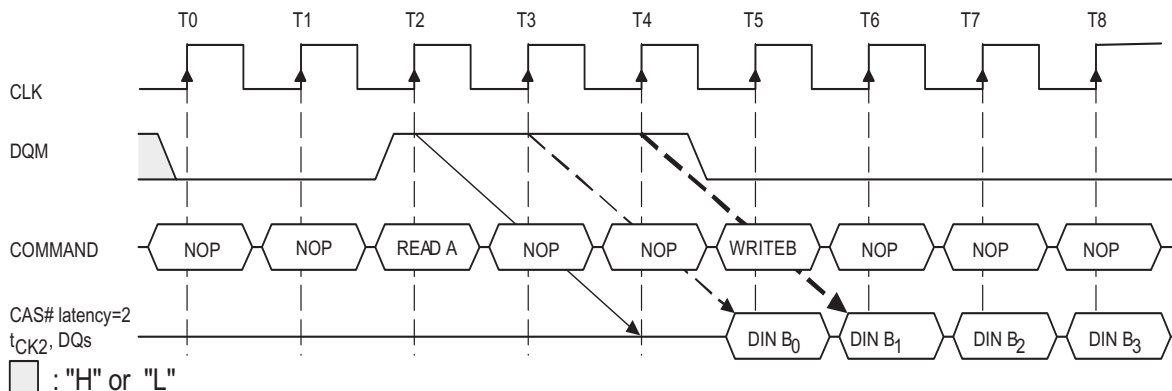 T0 T1 T2 T3 T4 T5 T6 T7 T8
CLK
DQM
COMMAND NOP NOP READ A NOP NOP WRITEB NOP NOP NOP
CAS# latency=2
tCK2, DQs DIN B0 DIN B1 DIN B2 DIN B3
: "H" or "L"